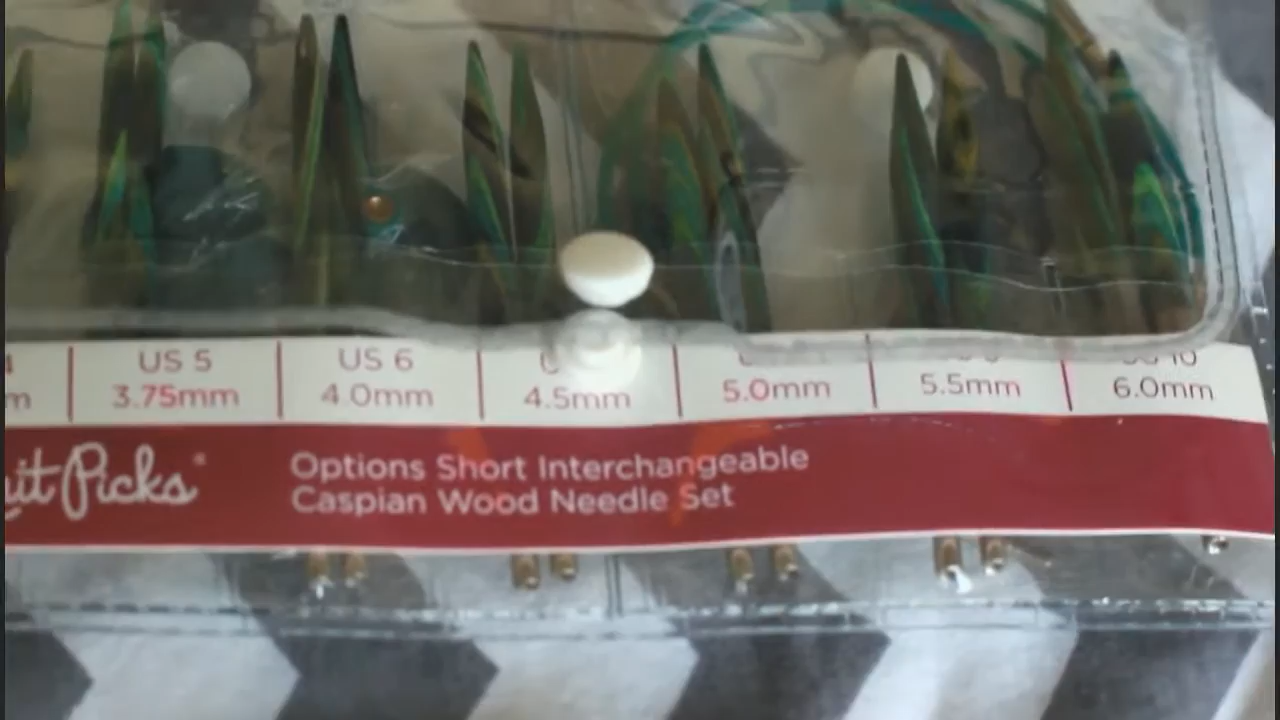 US 5
3.75mm
US 6
4.0mm
4.5mm
5.0mm
5.5mm
6.0mm
Picks
Options Short Interchangeable
Caspian Wood Needle Set